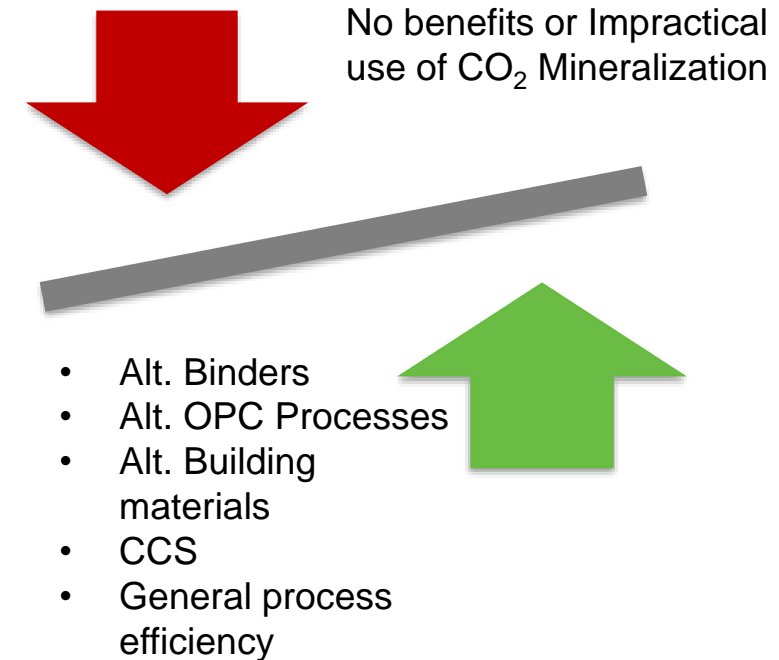 No benefits or Impractical
use of CO₂ Mineralization
• Alt. Binders
• Alt. OPC Processes
• Alt. Building
materials
• CCS
• General process
efficiency